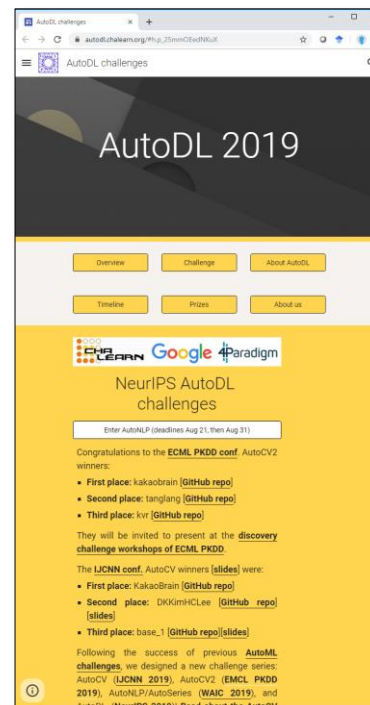 AutoDL challenges
autodl.chalearn.org/#h.p_25mmOEedNKuX
AutoDL challenges
AutoDL 2019
Overview Challenge About AutoDL
Timeline Prizes About us
CHA LEARN Google 4Paradigm
NeurIPS AutoDL
challenges
Enter AutoNLP (deadlines Aug 21, then Aug 31)
Congratulations to the ECML PKDD conf. AutoCV2
winners:
▪ First place: kakaobrain [GitHub repo]
▪ Second place: tanglang [GitHub repo]
▪ Third place: kvr [GitHub repo]
They will be invited to present at the discovery
challenge workshops of ECML PKDD.
The IJCNN conf. AutoCV winners [slides] were:
▪ First place: KakaoBrain [GitHub repo]
▪ Second place: DKKimHCLee [GitHub repo]
[slides]
▪ Third place: base_1 [GitHub repo][slides]
Following the success of previous AutoML
challenges, we designed a new challenge series:
AutoCV (IJCNN 2019), AutoCV2 (EMCL PKDD
2019), AutoNLP/AutoSeries (WAIC 2019), and